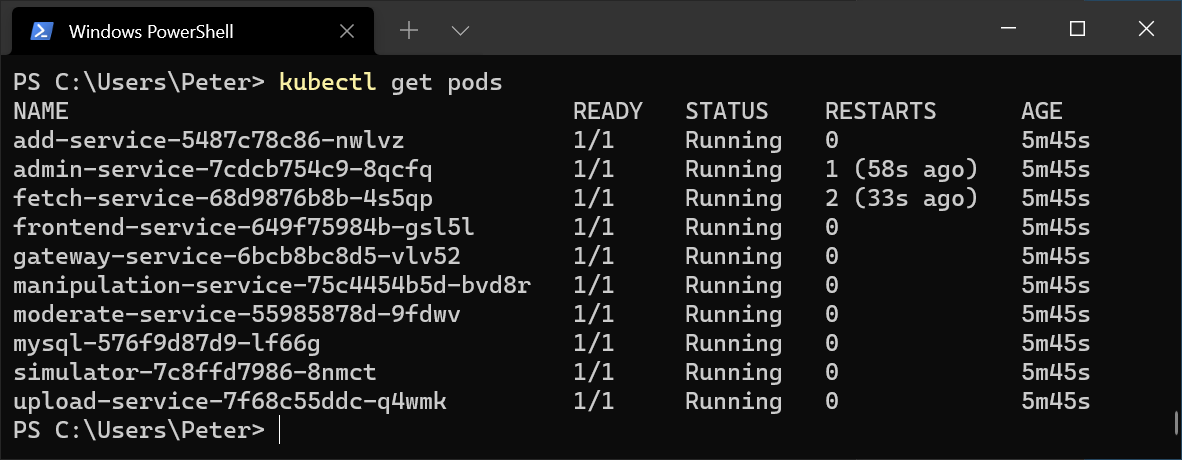 Windows PowerShell
PS C:\Users\Peter> kubectl get pods
NAME READY STATUS RESTARTS AGE
add-service-5487c78c86-nwlvz 1/1 Running 0 5m45s
admin-service-7cdcb754c9-8qcfq 1/1 Running 1 (58s ago) 5m45s
fetch-service-68d9876b8b-4s5qp 1/1 Running 2 (33s ago) 5m45s
frontend-service-649f75984b-gsl5l 1/1 Running 0 5m45s
gateway-service-6bcb8bc8d5-vlv52 1/1 Running 0 5m45s
manipulation-service-75c4454b5d-bvd8r 1/1 Running 0 5m45s
moderate-service-55985878d-9fdwv 1/1 Running 0 5m45s
mysql-576f9d87d9-lf66g 1/1 Running 0 5m45s
simulator-7c8ffd7986-8nmct 1/1 Running 0 5m45s
upload-service-7f68c55ddc-q4wmk 1/1 Running 0 5m45s
PS C:\Users\Peter>